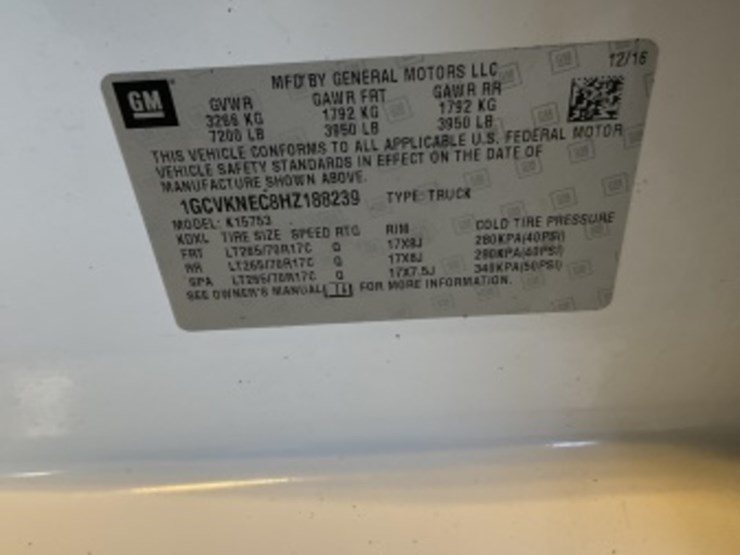 GM
MFD BY GENERAL MOTORS LLC 12/16
GVWR GAWR FRT GAWR RR
3266 KG 1792 KG 1792 KG
7200 LB 3950 LB 3950 LB
THIS VEHICLE CONFORMS TO ALL APPLICABLE U.S. FEDERAL MOTOR
VEHICLE SAFETY STANDARDS IN EFFECT ON THE DATE OF
MANUFACTURE SHOWN ABOVE.
1GCVKNEC8HZ188239 TYPE: TRUCK
MODEL: K15753
KDXL TIRE SIZE SPEED RTG RIM COLD TIRE PRESSURE
FRT LT265/70R17C Q 17X8J 280KPA(40PSI)
RR LT265/70R17C Q 17X8J 280KPA(40PSI)
SPA LT265/70R17C Q 17X7.5J 340KPA(50PSI)
SEE OWNER'S MANUAL FOR MORE INFORMATION.